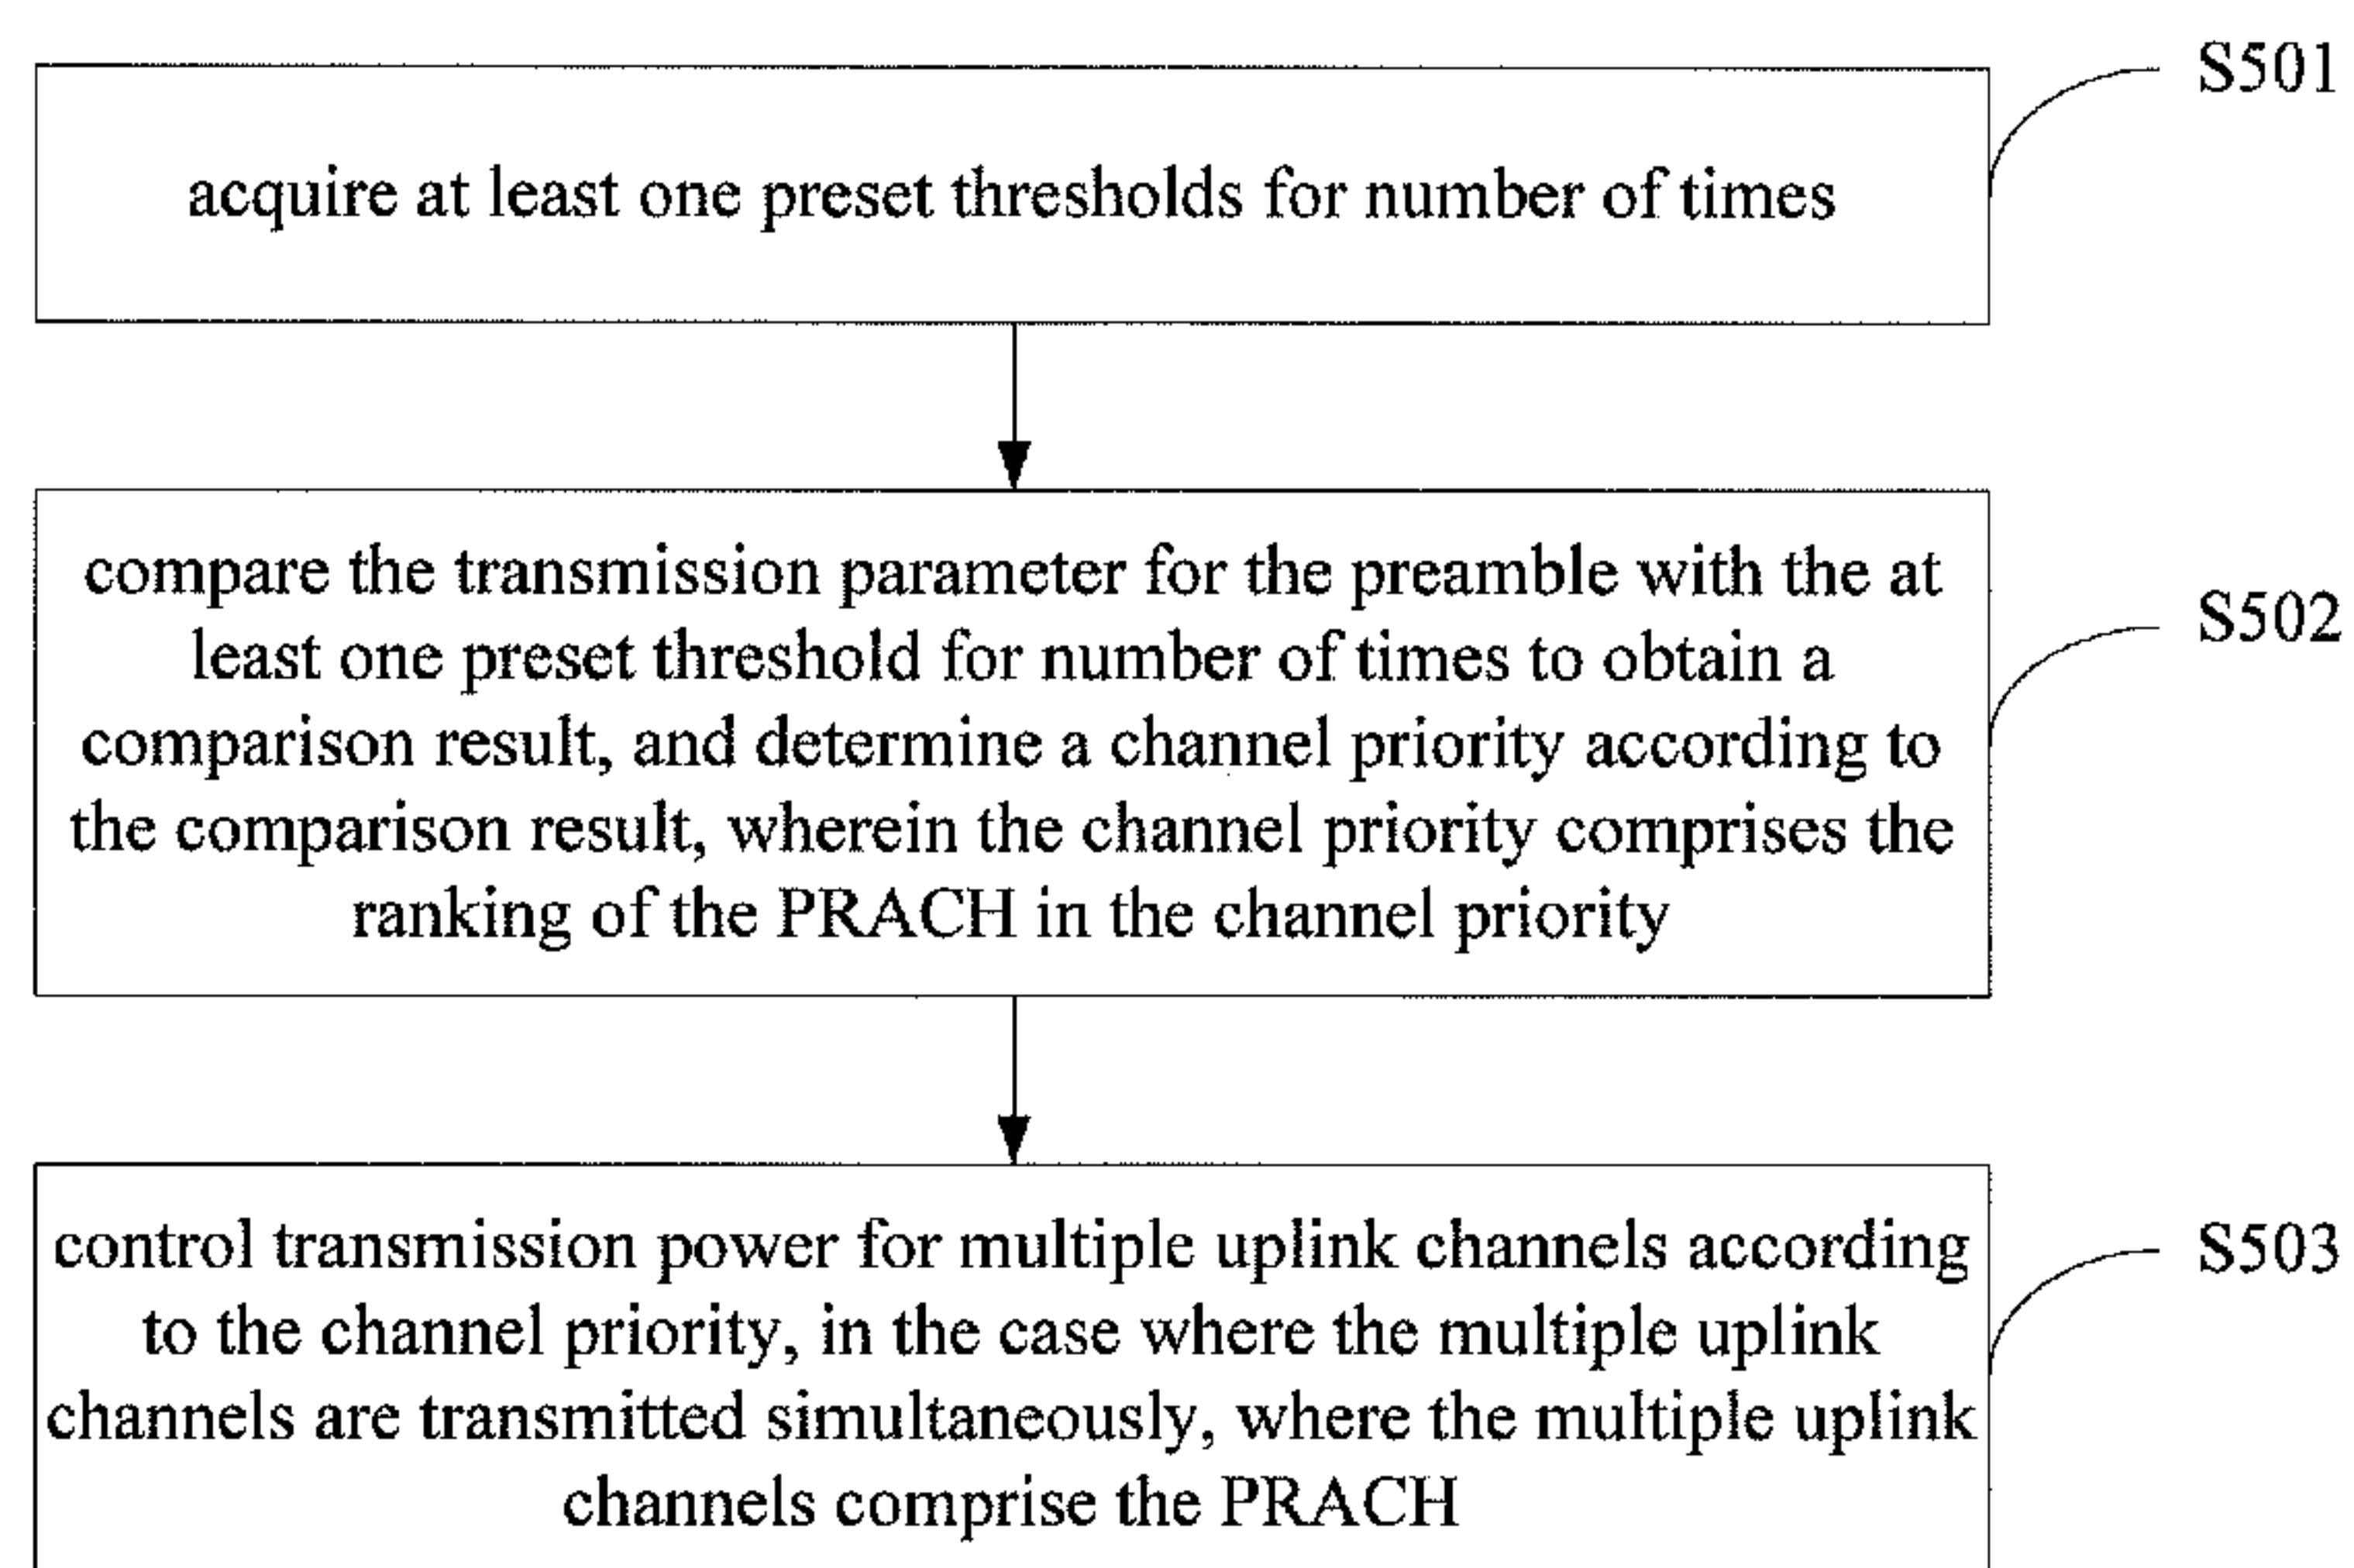 S501
acquire at least one preset thresholds for number of times
compare the transmission parameter for the preamble with the at
least one preset threshold for number of times to obtain a
S502
comparison result, and determine a channel priority according to
the comparison result, wherein the channel priority comprises the
ranking of the PRACH in the channel priority
control transmission power for multiple uplink channels according
S503
to the channel priority, in the case where the multiple uplink
channels are transmitted simultaneously, where the multiple uplink
channels comprise the PRACH